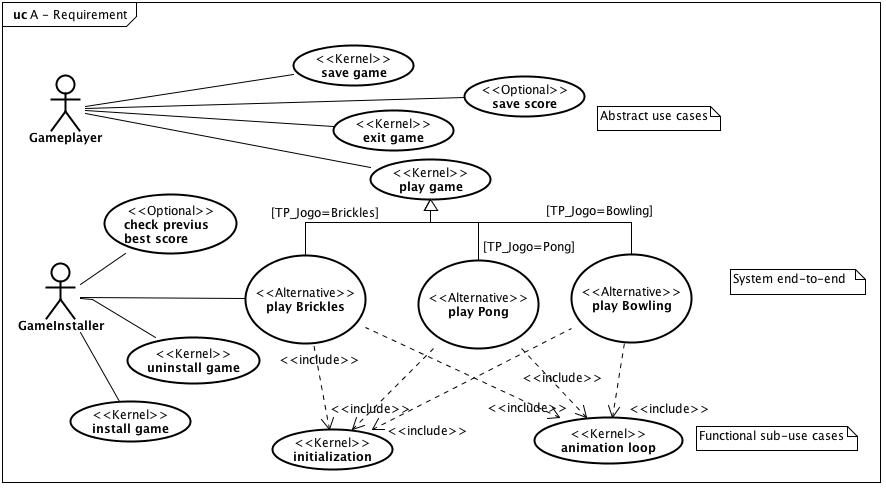 uc A - Requirement
<<Kernel>>
save game
<<Optional>>
save score
Abstract use cases
<<Kernel>>
exit game
Gameplayer
<<Kernel>>
play game
[TP_Jogo=Brickles]
[TP_Jogo=Bowling]
<<Optional>>
check previus
best score
[TP_Jogo=Pong]
System end-to-end
<<Alternative>>
play Brickles
<<Alternative>>
play Pong
<<Alternative>>
play Bowling
GameInstaller
<<Kernel>>
uninstall game
<<include>>
<<include>>
<<include>>
<<include>>
<<include>>
<<include>>
<<Kernel>>
install game
<<Kernel>>
initialization
<<Kernel>>
animation loop
Functional sub-use cases